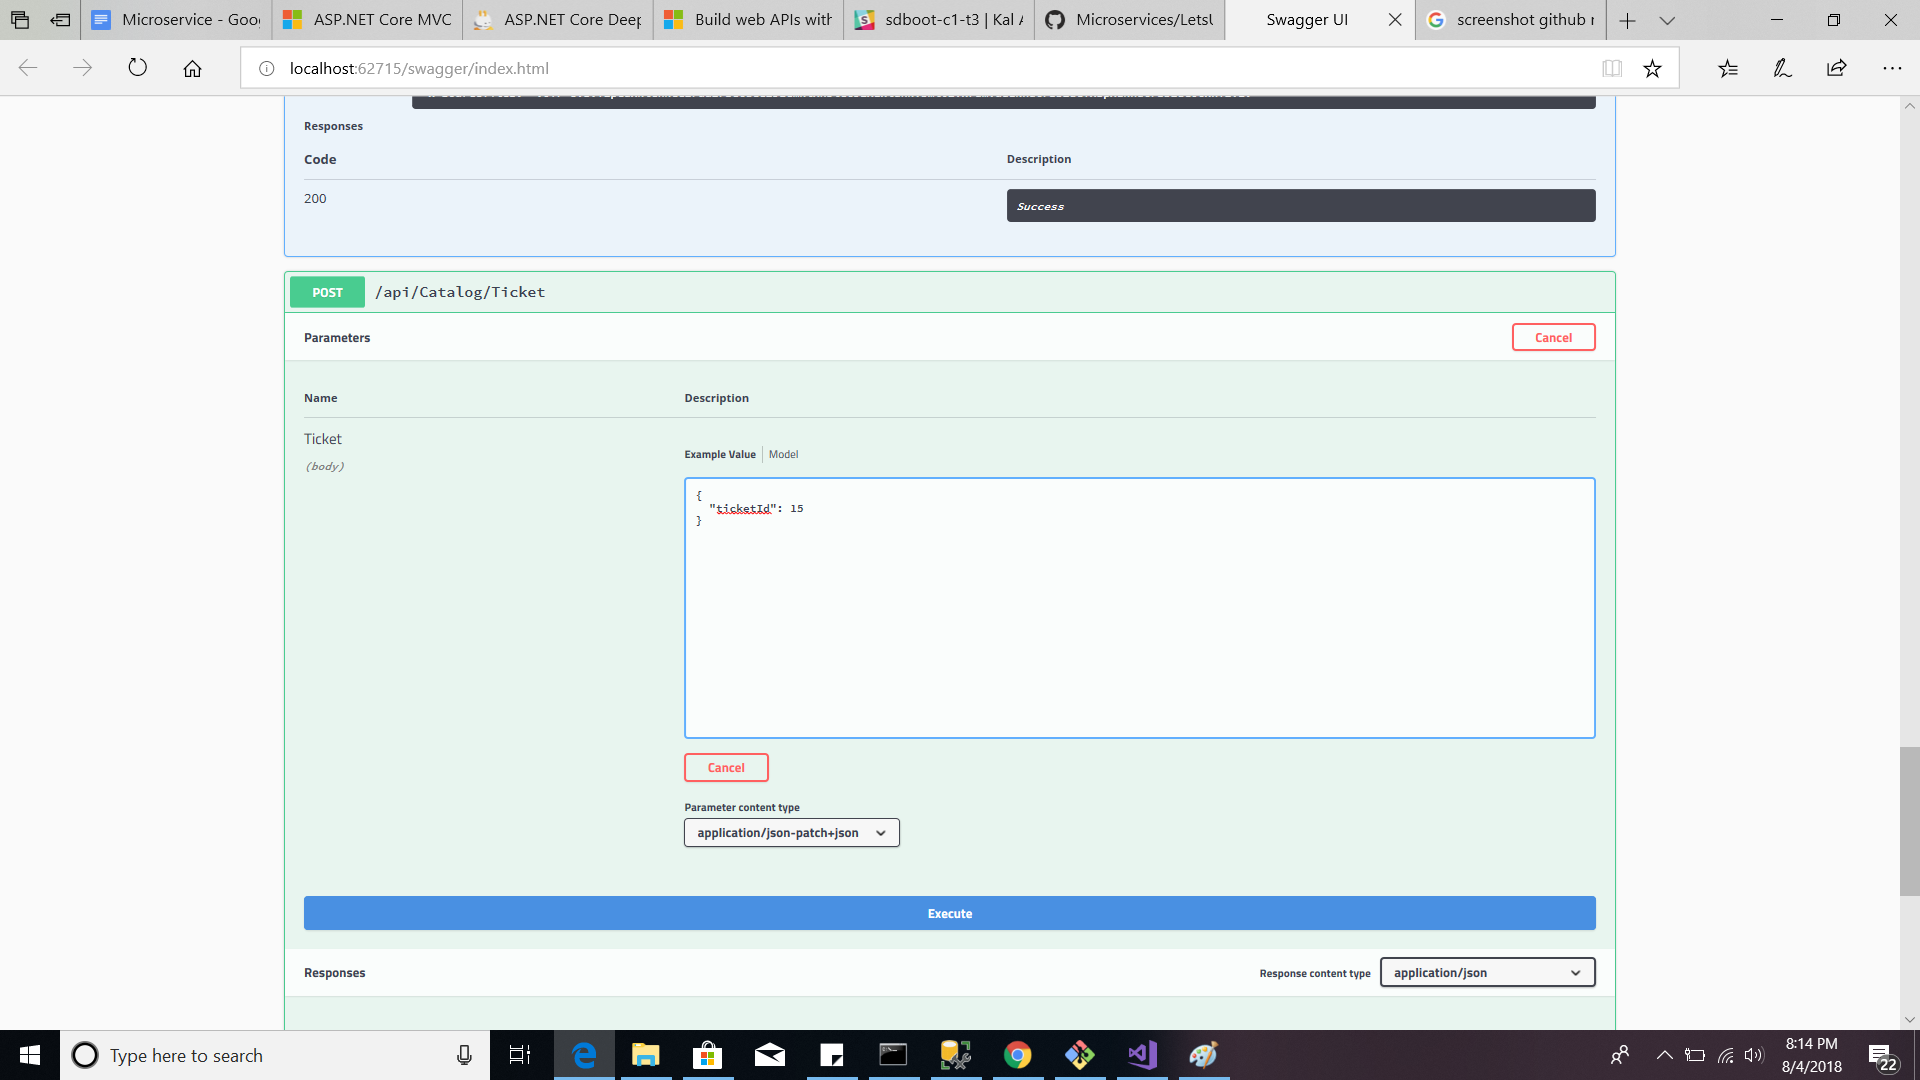 Microservice - Goo
ASP.NET Core MVC
ASP.NET Core Deep
Build web APIs with
sdboot-c1-t3 | Kal A
Microservices/LetsU
Swagger UI
screenshot github r
localhost:62715/swagger/index.html
Responses
Code
Description
200
Success
POST
/api/Catalog/Ticket
Parameters
Cancel
Name
Description
Ticket
(body)
Example Value
Model
{
"ticketId": 15
}
Cancel
Parameter content type
application/json-patch+json
Execute
Responses
Response content type
application/json
Type here to search
8:14 PM
8/4/2018
22